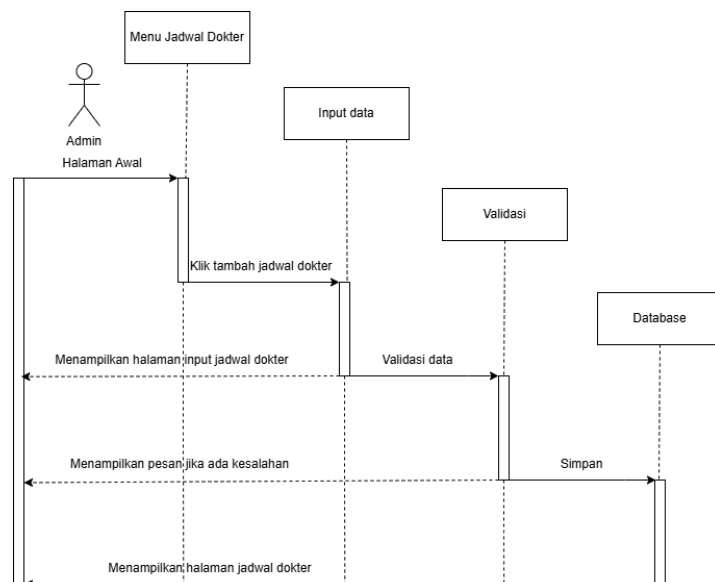 Menu Jadwal Dokter
Input data
Admin
Halaman Awal
Validasi
Klik tambah jadwal dokter
Database
Menampilkan halaman input jadwal dokter
Validasi data
Menampilkan pesan jika ada kesalahan
Simpan
Menampilkan halaman jadwal dokter